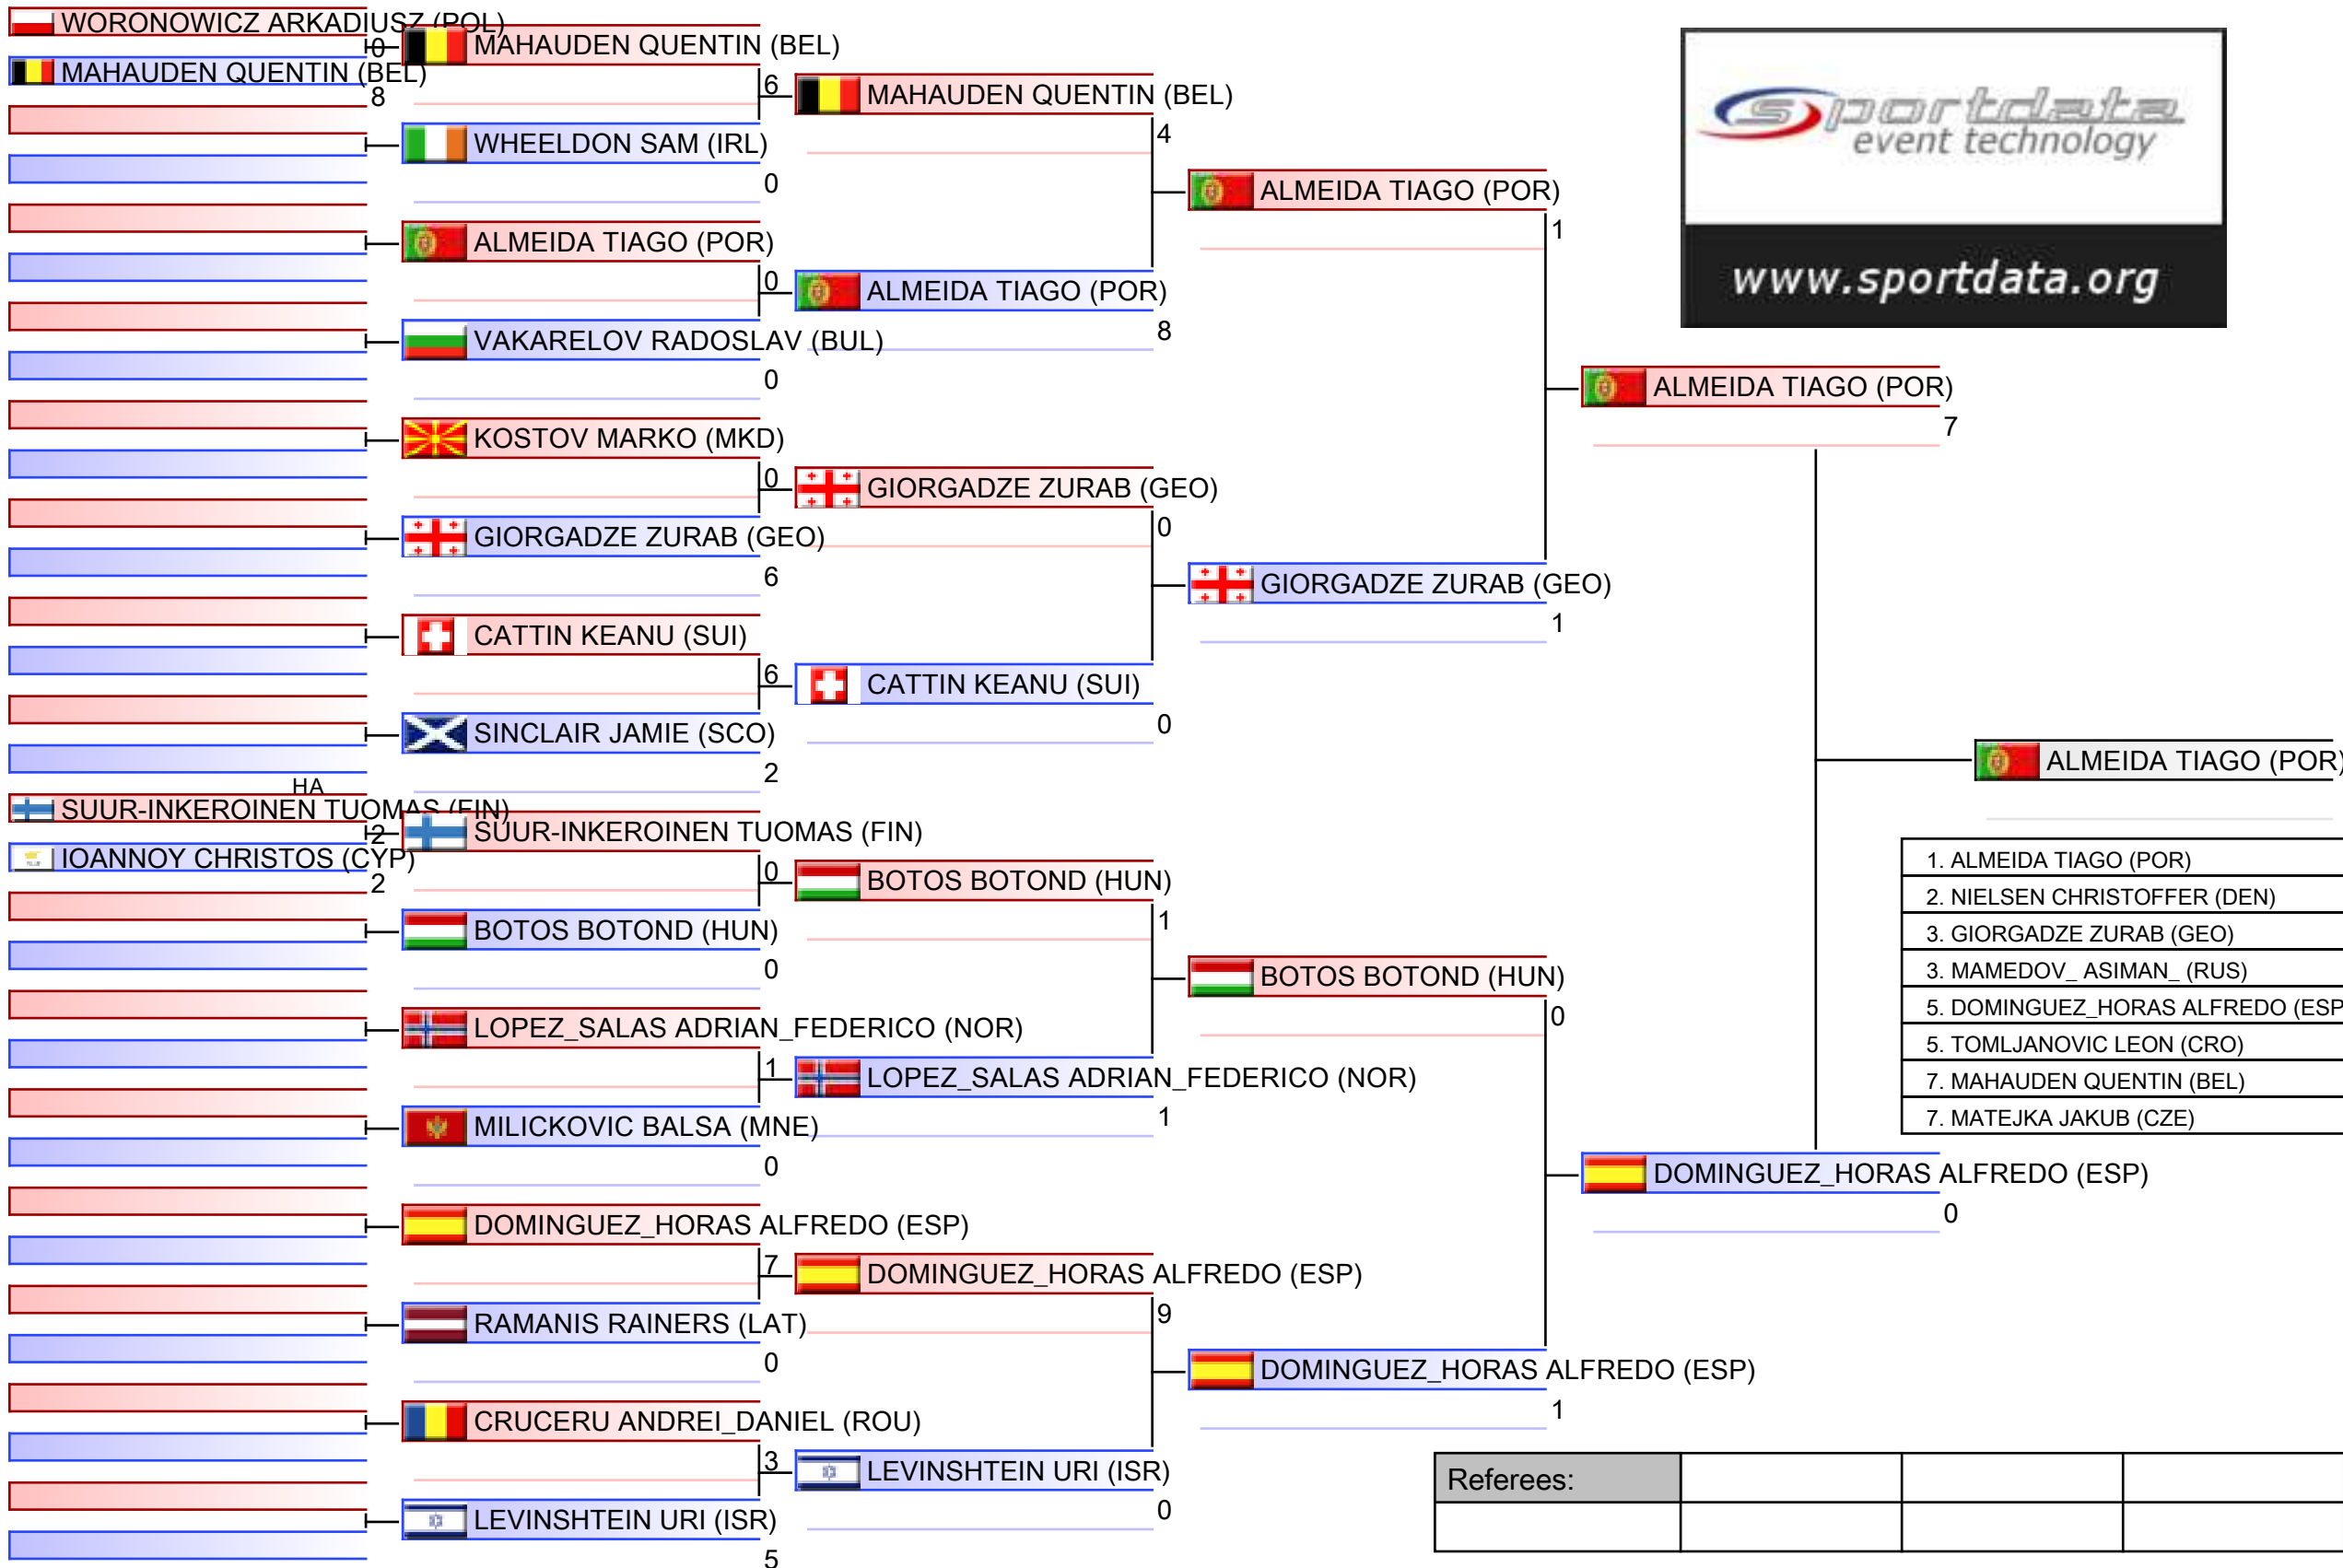 WORONOWICZ ARKADIUSZ (POL)
0
MAHAUDEN QUENTIN (BEL)
8
HA
SUUR-INKEROINEN TUOMAS (FIN)
2
IOANNOY CHRISTOS (CYP)
2
MAHAUDEN QUENTIN (BEL)
6
WHEELDON SAM (IRL)
0
ALMEIDA TIAGO (POR)
0
VAKARELOV RADOSLAV (BUL)
0
KOSTOV MARKO (MKD)
0
GIORGADZE ZURAB (GEO)
6
CATTIN KEANU (SUI)
6
SINCLAIR JAMIE (SCO)
2
SUUR-INKEROINEN TUOMAS (FIN)
0
BOTOS BOTOND (HUN)
0
LOPEZ_SALAS ADRIAN_FEDERICO (NOR)
1
MILICKOVIC BALSA (MNE)
0
DOMINGUEZ_HORAS ALFREDO (ESP)
7
RAMANIS RAINERS (LAT)
0
CRUCERU ANDREI_DANIEL (ROU)
3
LEVINSHTEIN URI (ISR)
5
MAHAUDEN QUENTIN (BEL)
4
ALMEIDA TIAGO (POR)
8
GIORGADZE ZURAB (GEO)
0
CATTIN KEANU (SUI)
0
BOTOS BOTOND (HUN)
1
LOPEZ_SALAS ADRIAN_FEDERICO (NOR)
1
DOMINGUEZ_HORAS ALFREDO (ESP)
9
LEVINSHTEIN URI (ISR)
0
ALMEIDA TIAGO (POR)
1
GIORGADZE ZURAB (GEO)
1
BOTOS BOTOND (HUN)
0
DOMINGUEZ_HORAS ALFREDO (ESP)
1
ALMEIDA TIAGO (POR)
7
DOMINGUEZ_HORAS ALFREDO (ESP)
0
sportdata
event technology
www.sportdata.org
ALMEIDA TIAGO (POR)
1. ALMEIDA TIAGO (POR)
2. NIELSEN CHRISTOFFER (DEN)
3. GIORGADZE ZURAB (GEO)
3. MAMEDOV_ ASIMAN_ (RUS)
5. DOMINGUEZ_HORAS ALFREDO (ESP
5. TOMLJANOVIC LEON (CRO)
7. MAHAUDEN QUENTIN (BEL)
7. MATEJKA JAKUB (CZE)
Referees: